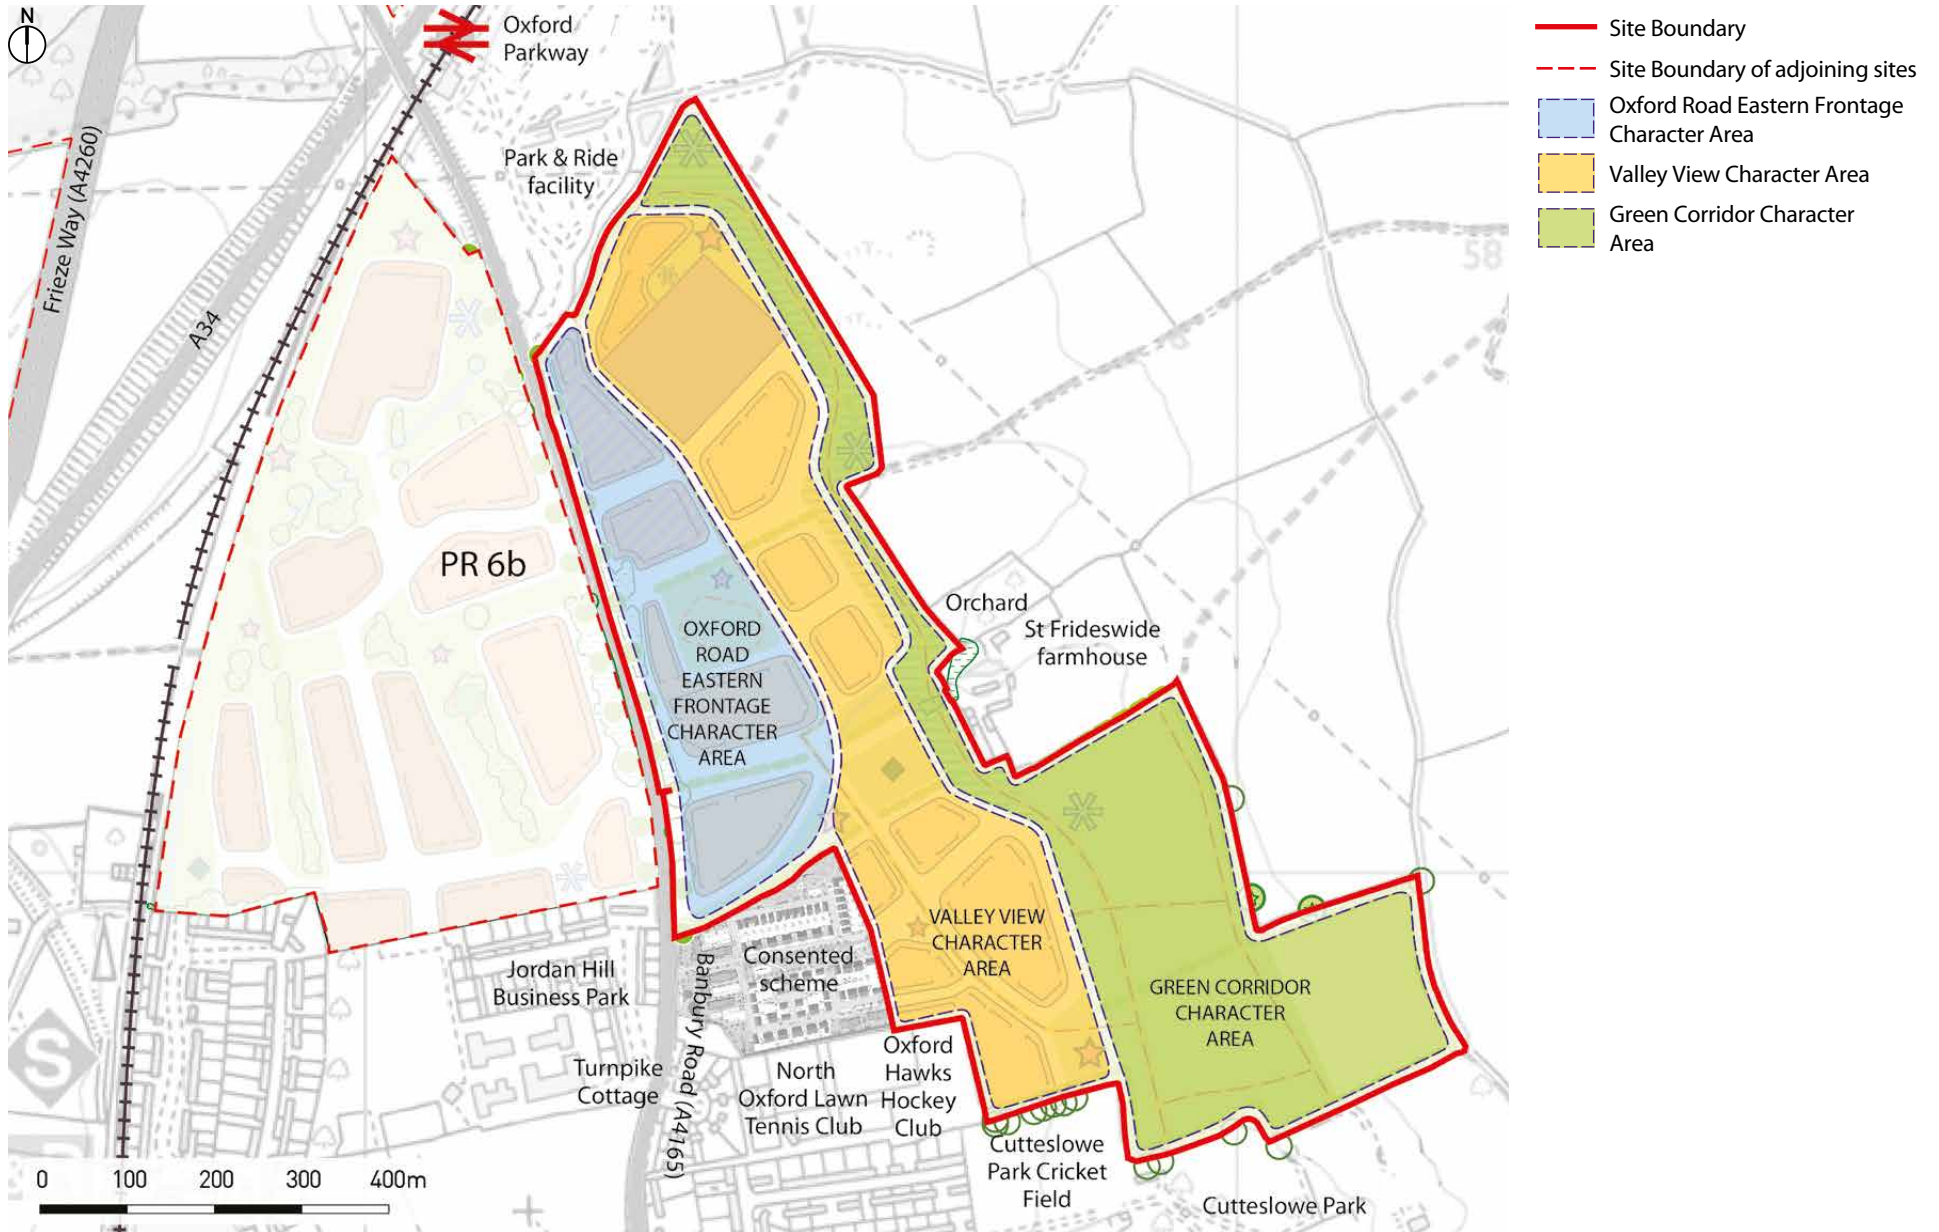 N
Oxford
Parkway
Park & Ride
facility
Frieze Way (A4260)
A34
58
PR 6b
Orchard
St Frideswide
farmhouse
OXFORD
ROAD
EASTERN
FRONTAGE
CHARACTER
AREA
VALLEY VIEW
CHARACTER
AREA
GREEN CORRIDOR
CHARACTER
AREA
Consented
scheme
Jordan Hill
Business Park
Banbury Road (A4165)
Turnpike
Cottage
North
Oxford Lawn
Tennis Club
Oxford
Hawks
Hockey
Club
Cutteslowe
Park Cricket
Field
Cutteslowe Park
S
0 100 200 300 400m
Site Boundary
Site Boundary of adjoining sites
Oxford Road Eastern Frontage
Character Area
Valley View Character Area
Green Corridor Character
Area